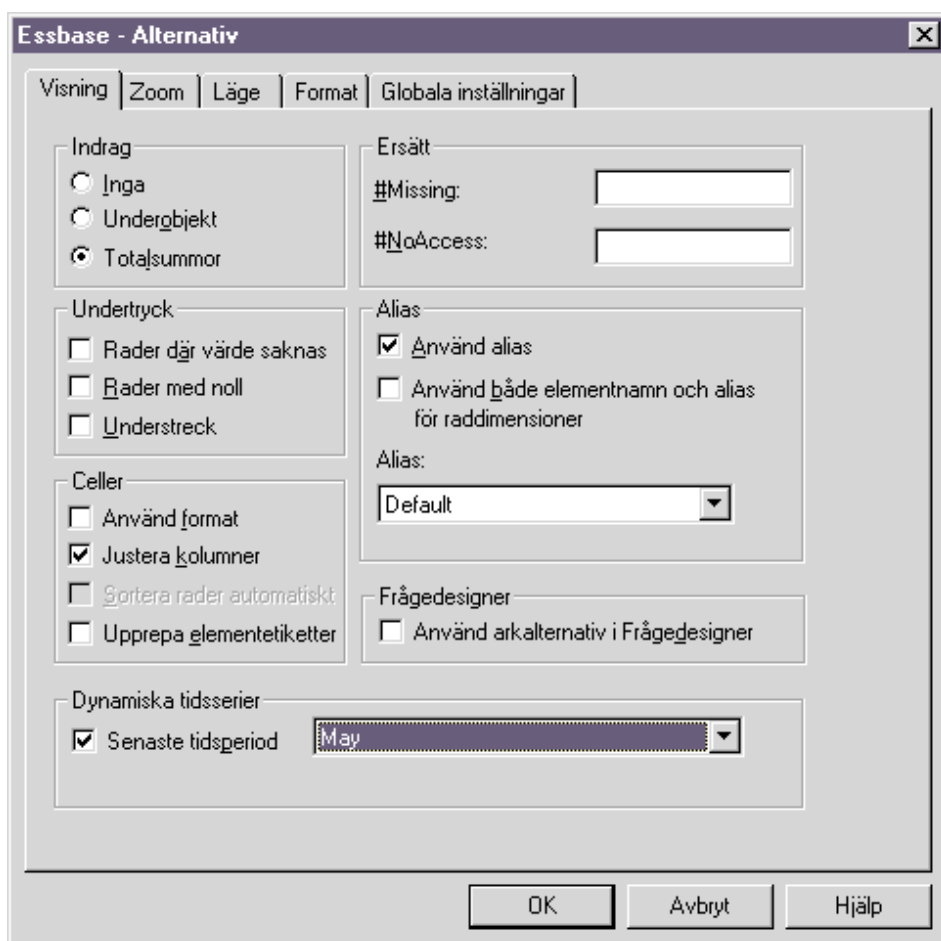 Essbase - Alternativ
Visning Zoom Läge Format Globala inställningar
Indrag
Inga
Underobjekt
Totalsummor
Ersätt
#Missing:
#NoAccess:
Undertryck
Rader där värde saknas
Rader med noll
Understreck
Alias
Använd alias
Använd både elementnamn och alias
för raddimensioner
Alias:
Default
Celler
Använd format
Justera kolumner
Sortera rader automatiskt
Upprepa elementetiketter
Frågedesigner
Använd arkalternativ i Frågedesigner
Dynamiska tidsserier
Senaste tidsperiod May
OK Avbryt Hjälp